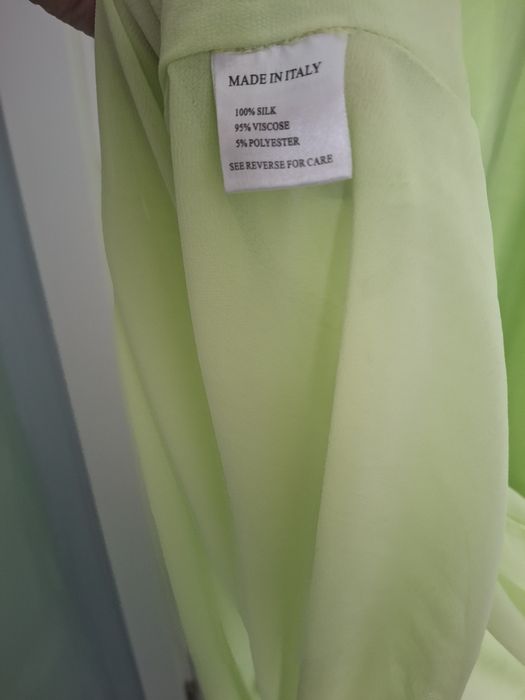 MADE IN ITALY
100% SILK
95% VISCOSE
5% POLYESTER
SEE REVERSE FOR CARE